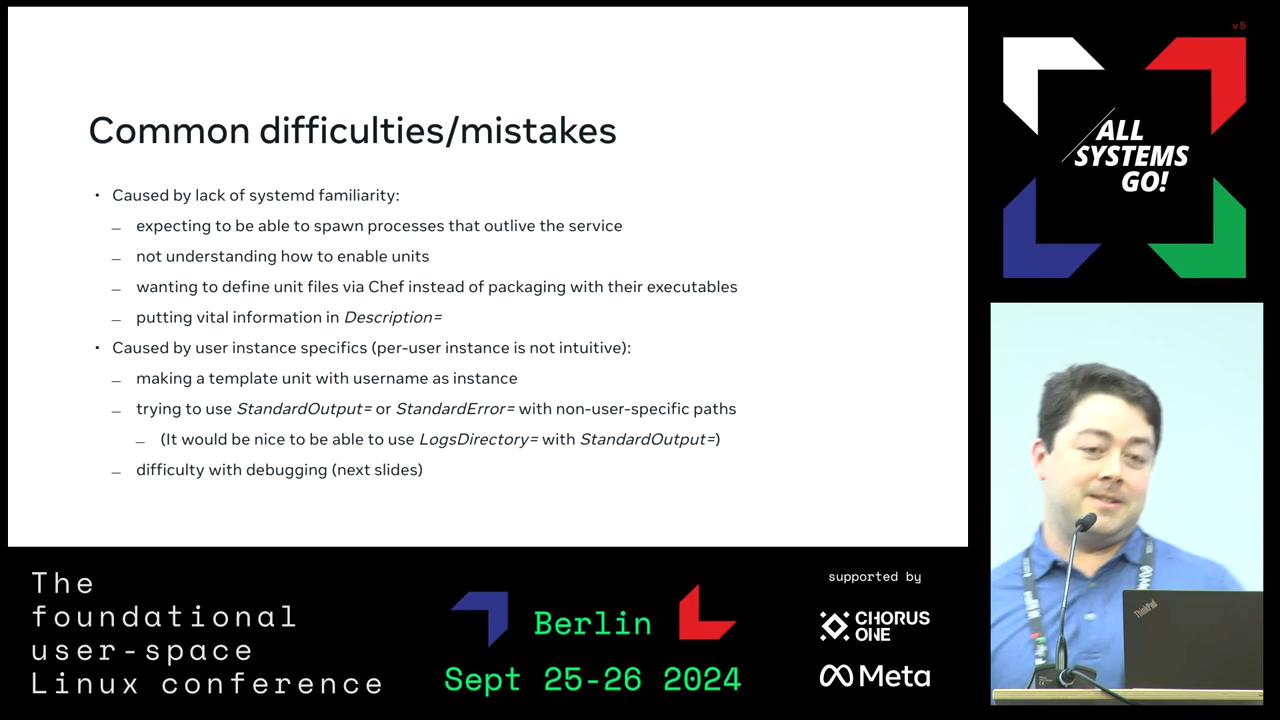 Common difficulties/mistakes
• Caused by lack of systemd familiarity:
– expecting to be able to spawn processes that outlive the service
– not understanding how to enable units
– wanting to define unit files via Chef instead of packaging with their executables
– putting vital information in Description=
• Caused by user instance specifics (per-user instance is not intuitive):
– making a template unit with username as instance
– trying to use StandardOutput= or StandardError= with non-user-specific paths
– (It would be nice to be able to use LogsDirectory= with StandardOutput=)
– difficulty with debugging (next slides)
v5
ALL
SYSTEMS
GO!
ThinkPad
The
foundational
user-space
Linux conference
Berlin
Sept 25-26 2024
supported by
CHORUS
ONE
Meta